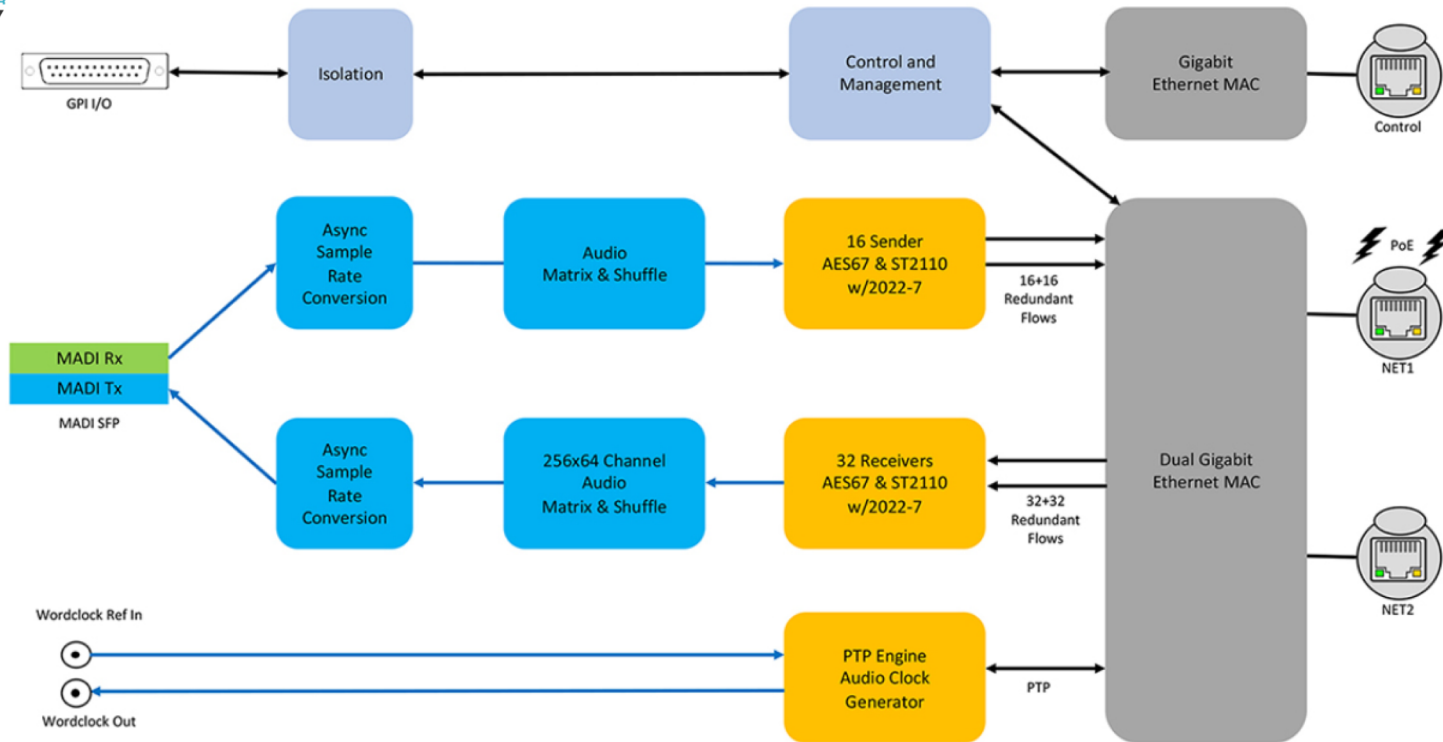 GPI I/O
Isolation
Control and
Management
Gigabit
Ethernet MAC
Control
Async
Sample
Rate
Conversion
Audio
Matrix & Shuffle
16 Sender
AES67 & ST2110
w/2022-7
16+16
Redundant
Flows
PoE
NET1
MADI Rx
MADI Tx
MADI SFP
Async
Sample
Rate
Conversion
256x64 Channel
Audio
Matrix & Shuffle
32 Receivers
AES67 & ST2110
w/2022-7
32+32
Redundant
Flows
Dual Gigabit
Ethernet MAC
NET2
Wordclock Ref In
Wordclock Out
PTP Engine
Audio Clock
Generator
PTP